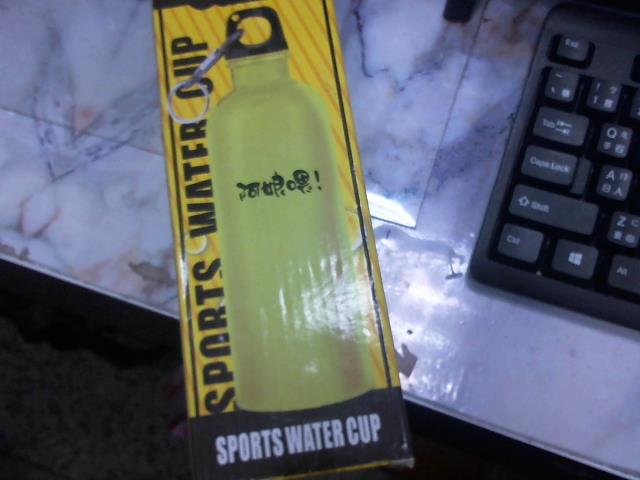 SPORTS WATER CUP
SPORTS WATER CUP
Esc
Tab
Q
Caps Lock
A
Shift
Z
Ctrl
Alt